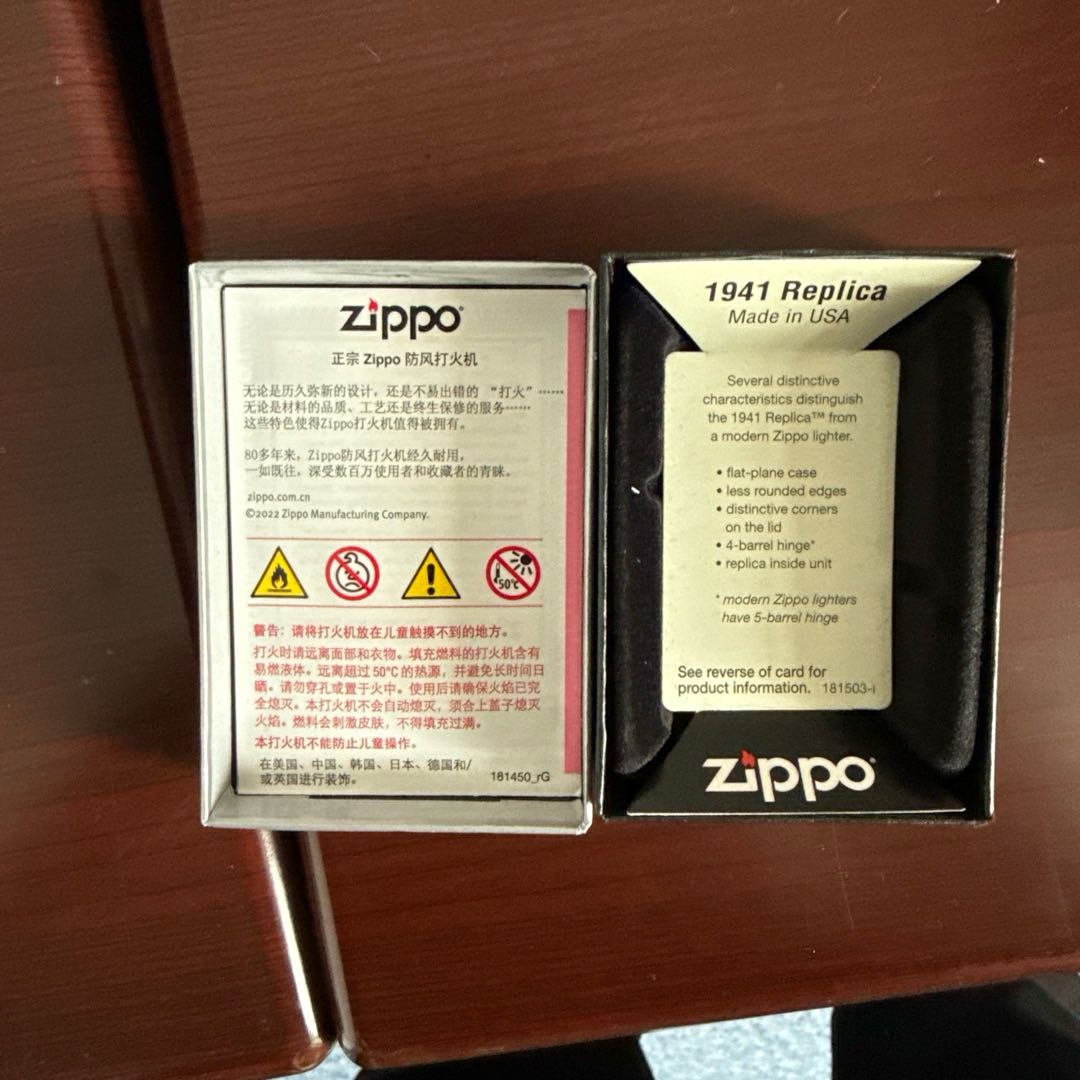 zippo
正宗 Zippo 防风打火机
无论是历久弥新的设计，还是不易出错的 “打火”……
无论是材料的品质、工艺还是终生保修的服务……
这些特色使得Zippo打火机值得被拥有。
80多年来，Zippo防风打火机经久耐用，
一如既往，深受数百万使用者和收藏者的青睐。
zippo.com.cn
©2022 Zippo Manufacturing Company.
50℃
警告：请将打火机放在儿童触摸不到的地方。
打火时请远离面部和衣物。填充燃料的打火机含有
易燃液体。远离超过 50°C 的热源，并避免长时间日
晒。请勿穿孔或置于火中。使用后请确保火焰已完
全熄灭。本打火机不会自动熄灭，须合上盖子熄灭
火焰。燃料会刺激皮肤，不得填充过满。
本打火机不能防止儿童操作。
在美国、中国、韩国、日本、德国和/
或英国进行装饰。
181450_rG
1941 Replica
Made in USA
Several distinctive
characteristics distinguish
the 1941 Replica™ from
a modern Zippo lighter.
• flat-plane case
• less rounded edges
• distinctive corners
on the lid
• 4-barrel hinge*
• replica inside unit
* modern Zippo lighters
have 5-barrel hinge
See reverse of card for
product information. 181503-i
zippo